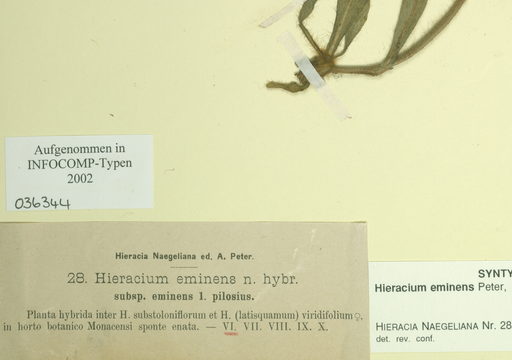 Aufgenommen in
INFOCOMP-Typen
2002
036344
Hieracia Naegeliana ed. A. Peter.
28. Hieracium eminens n. hybr.
subsp. eminens 1. pilosius.
Planta hybrida inter H. substoloniflorum et H. (latisquamum) viridifolium ♀,
in horto botanico Monacensi sponte enata. — VI. VII. VIII. IX. X.
SYNTY
Hieracium eminens Peter,
HIERACIA NAEGELIANA Nr. 28
det. rev. conf.